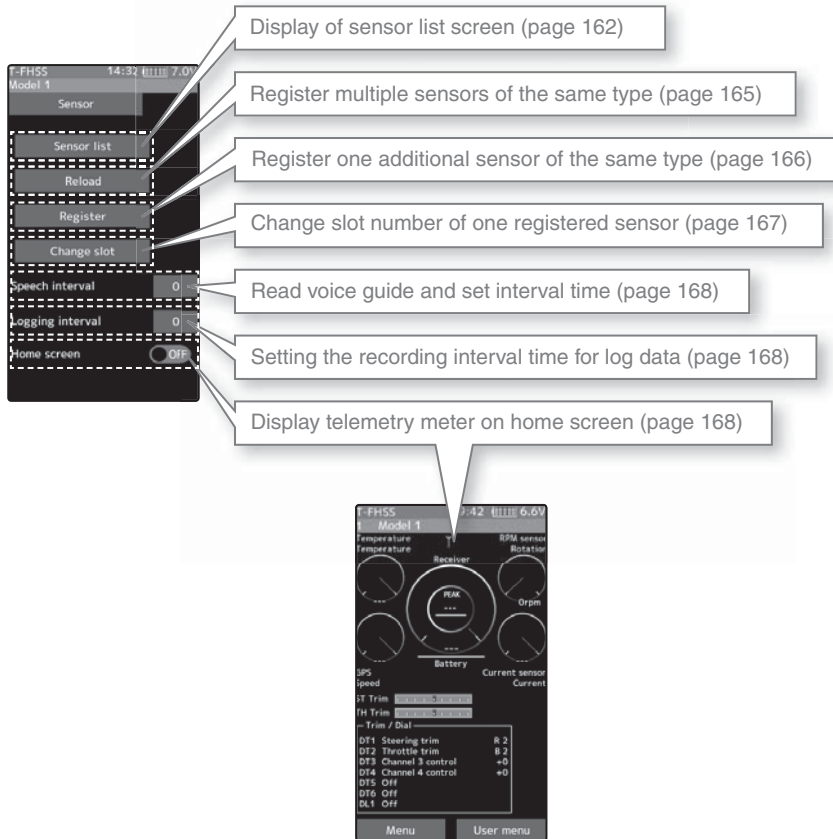 Display of sensor list screen (page 162)
T-FHSS 14:32 7.0V
Model 1
Sensor
Register multiple sensors of the same type (page 165)
Sensor list
Register one additional sensor of the same type (page 166)
Reload
Register
Change slot number of one registered sensor (page 167)
Change slot
Speech interval 0
Read voice guide and set interval time (page 168)
Logging interval 0
Setting the recording interval time for log data (page 168)
Home screen OFF
Display telemetry meter on home screen (page 168)
T-FHSS :42 6.6V
1 Model 1
Temperature RPM sensor
Temperature Rotation
Receiver
PEAK
---
--- 0rpm
---
Battery
GPS Current sensor
Speed Current
ST Trim
TH Trim
Trim / Dial
DT1 Steering trim R 2
DT2 Throttle trim B 2
DT3 Channel 3 control +0
DT4 Channel 4 control +0
DT5 Off
DT6 Off
DL1 Off
Menu User menu